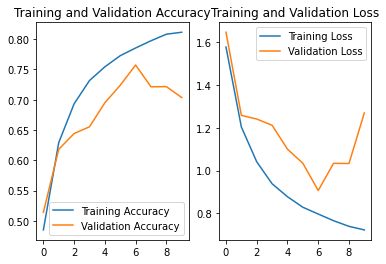 Training and Validation Accuracy
0.80
0.75
0.70
0.65
0.60
0.55
0.50
0 2 4 6 8
Training Accuracy
Validation Accuracy
Training and Validation Loss
1.6
1.4
1.2
1.0
0.8
0 2 4 6 8
Training Loss
Validation Loss